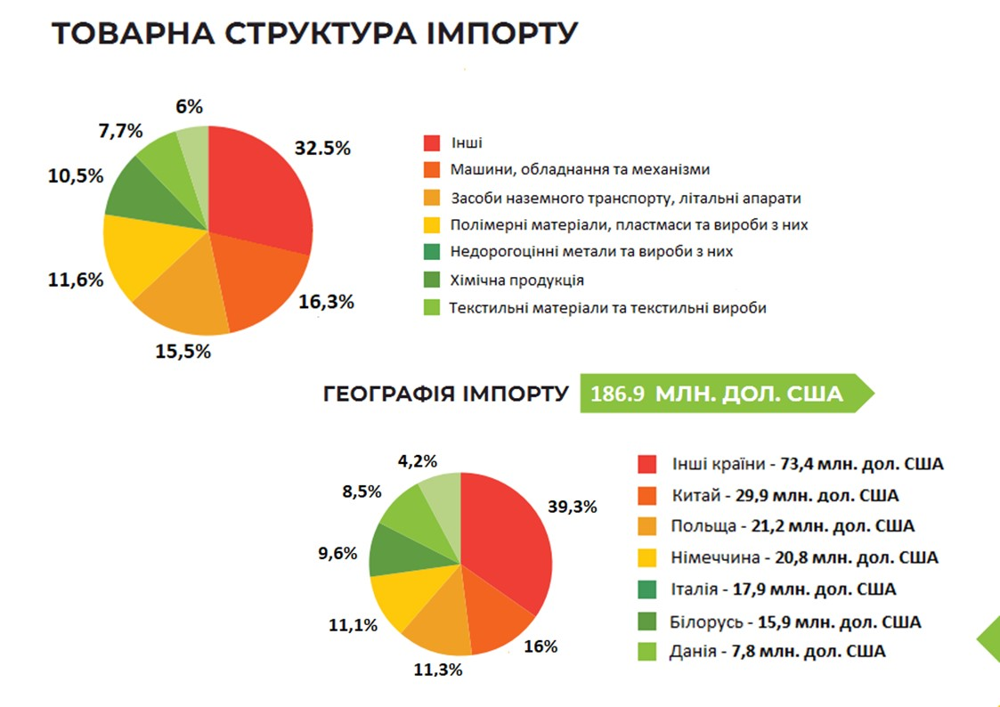 ТОВАРНА СТРУКТУРА ІМПОРТУ
6%
7,7%
32.5%
10,5%
11,6%
16,3%
15,5%
Інші
Машини, обладнання та механізми
Засоби наземного транспорту, літальні апарати
Полімерні матеріали, пластмаси та вироби з них
Недорогоцінні метали та вироби з них
Хімічна продукція
Текстильні матеріали та текстильні вироби
ГЕОГРАФІЯ ІМПОРТУ 186.9 МЛН. ДОЛ. США
4,2%
8,5%
39,3%
9,6%
11,1%
16%
11,3%
Інші країни - 73,4 млн. дол. США
Китай - 29,9 млн. дол. США
Польща - 21,2 млн. дол. США
Німеччина - 20,8 млн. дол. США
Італія - 17,9 млн. дол. США
Білорусь - 15,9 млн. дол. США
Данія - 7,8 млн. дол. США